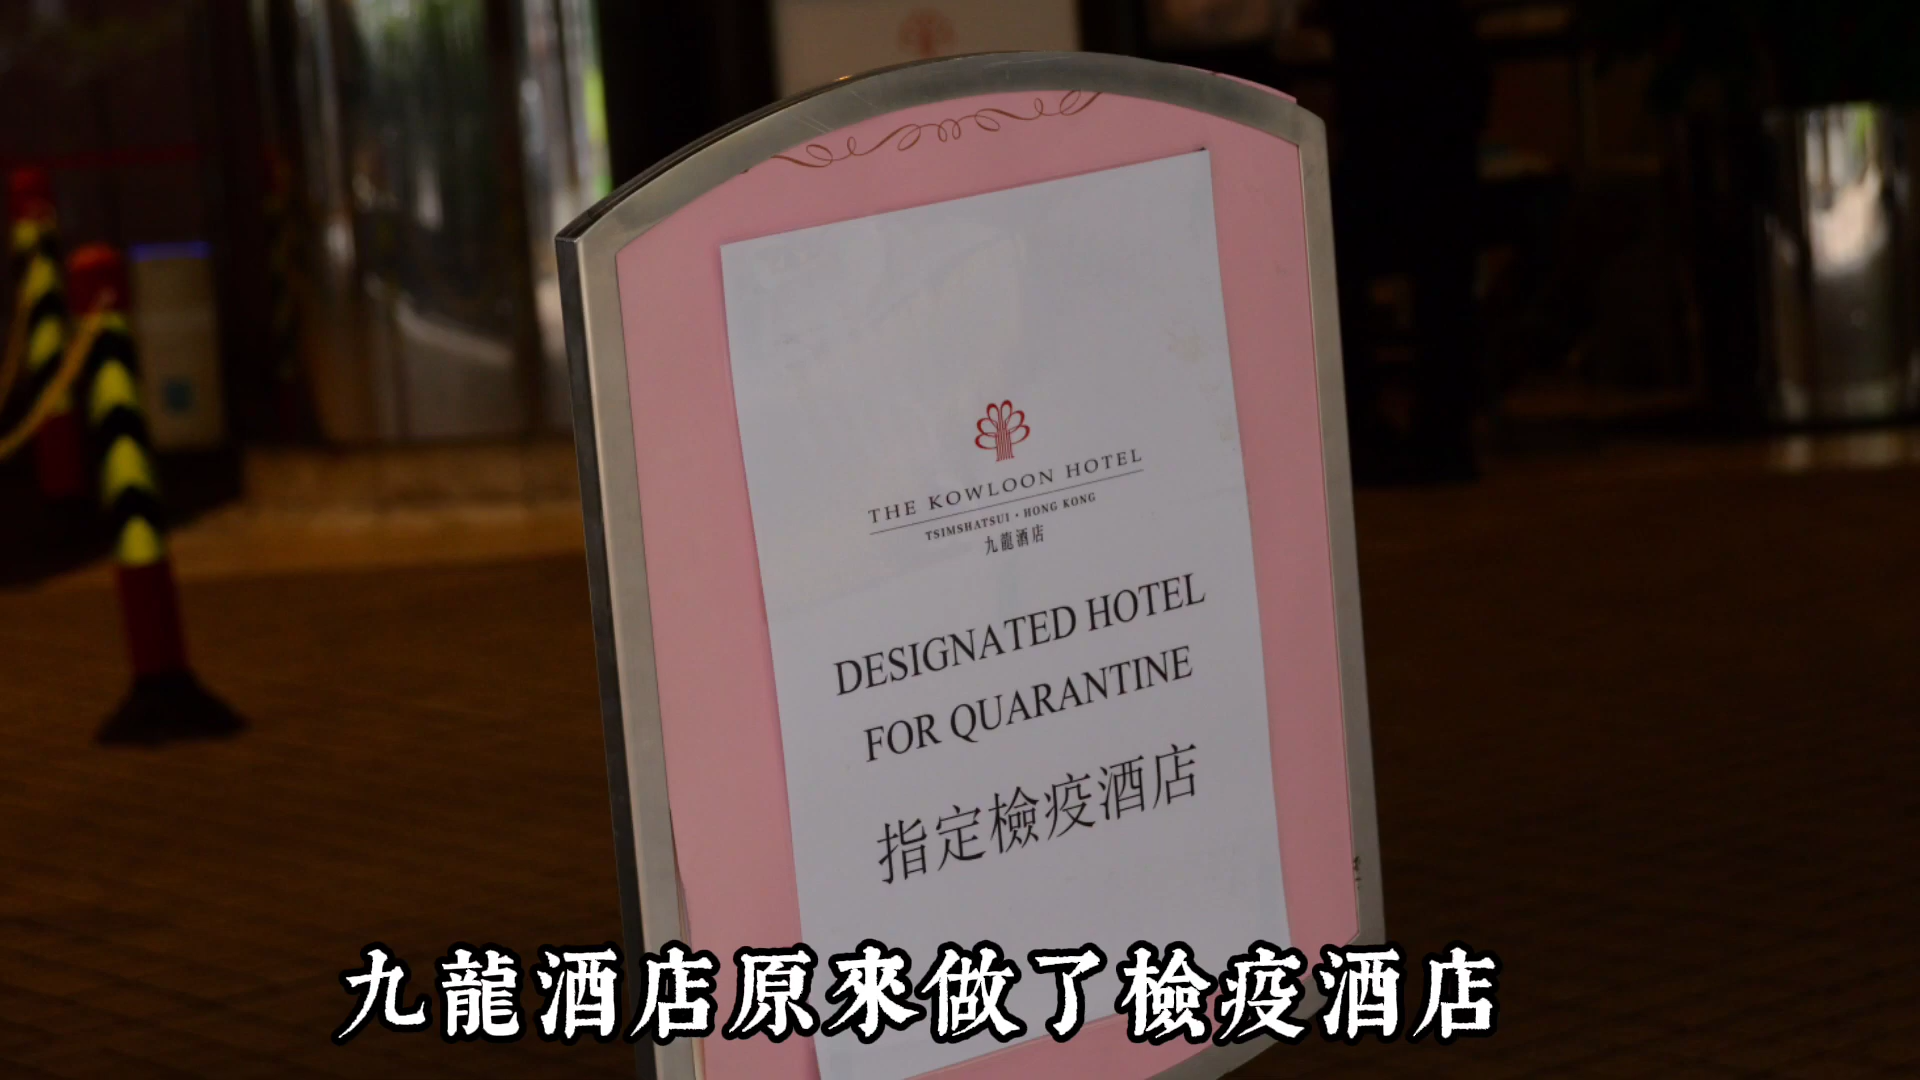 THE KOWLOON HOTEL
TSIMSHATSUI • HONG KONG
九龍酒店
DESIGNATED HOTEL
FOR QUARANTINE
指定檢疫酒店
九龍酒店原來做了檢疫酒店